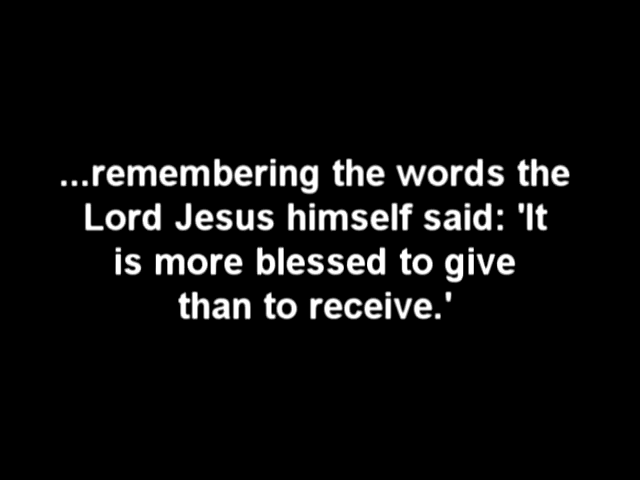 ...remembering the words the
Lord Jesus himself said: 'It
is more blessed to give
than to receive.'